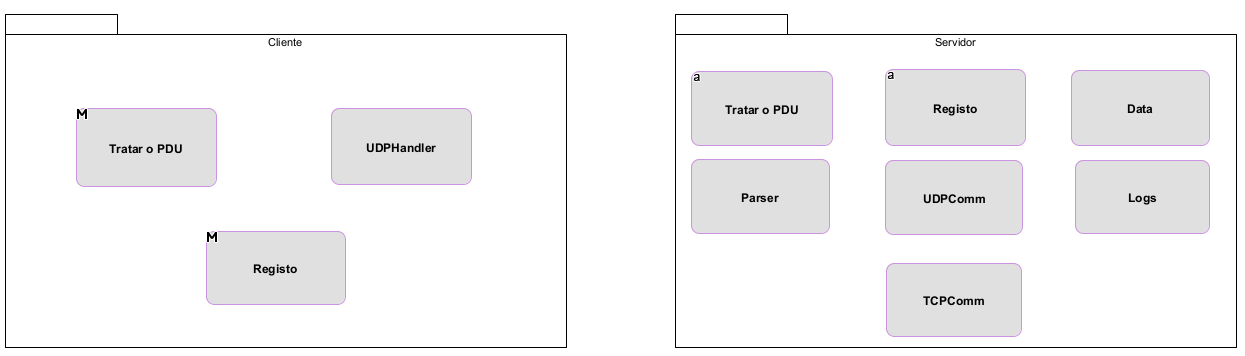 Cliente
M
Tratar o PDU
UDPHandler
M
Registo
Servidor
a
Tratar o PDU
a
Registo
Data
Parser
UDPComm
Logs
TCPComm